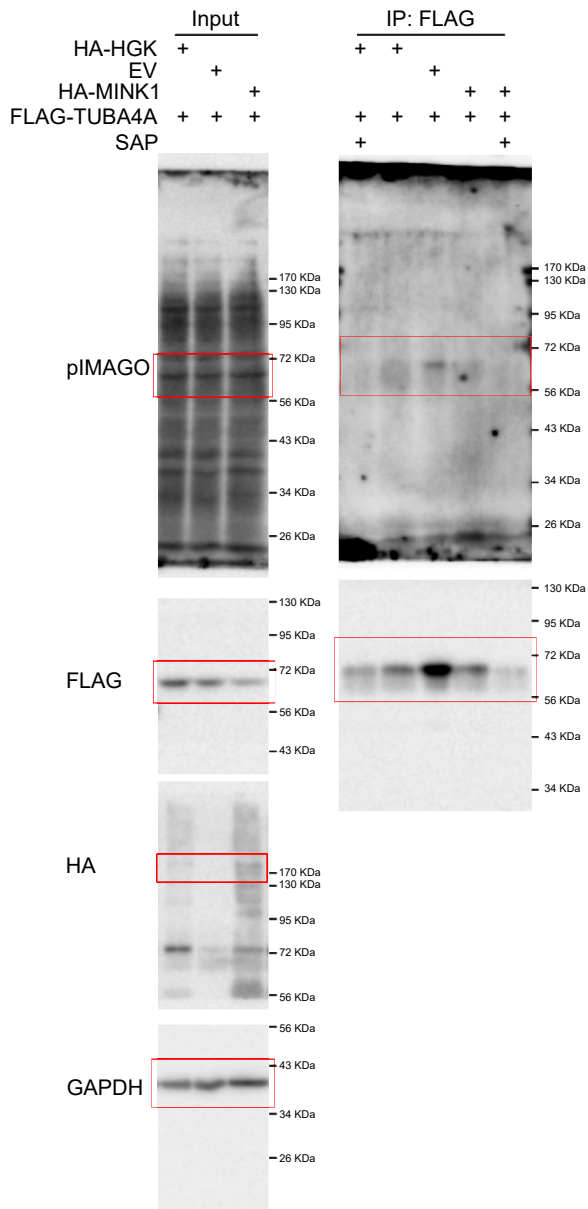 Input IP: FLAG
HA-HGK + + +
EV + +
HA-MINK1 + + +
FLAG-TUBA4A + + + + + + + +
SAP + +
pIMAGO
170 KDa
130 KDa
95 KDa
72 KDa
56 KDa
43 KDa
34 KDa
26 KDa
170 KDa
130 KDa
95 KDa
72 KDa
56 KDa
43 KDa
34 KDa
26 KDa
FLAG
130 KDa
95 KDa
72 KDa
56 KDa
43 KDa
130 KDa
95 KDa
72 KDa
56 KDa
43 KDa
34 KDa
HA
170 KDa
130 KDa
95 KDa
72 KDa
56 KDa
GAPDH
56 KDa
43 KDa
34 KDa
26 KDa